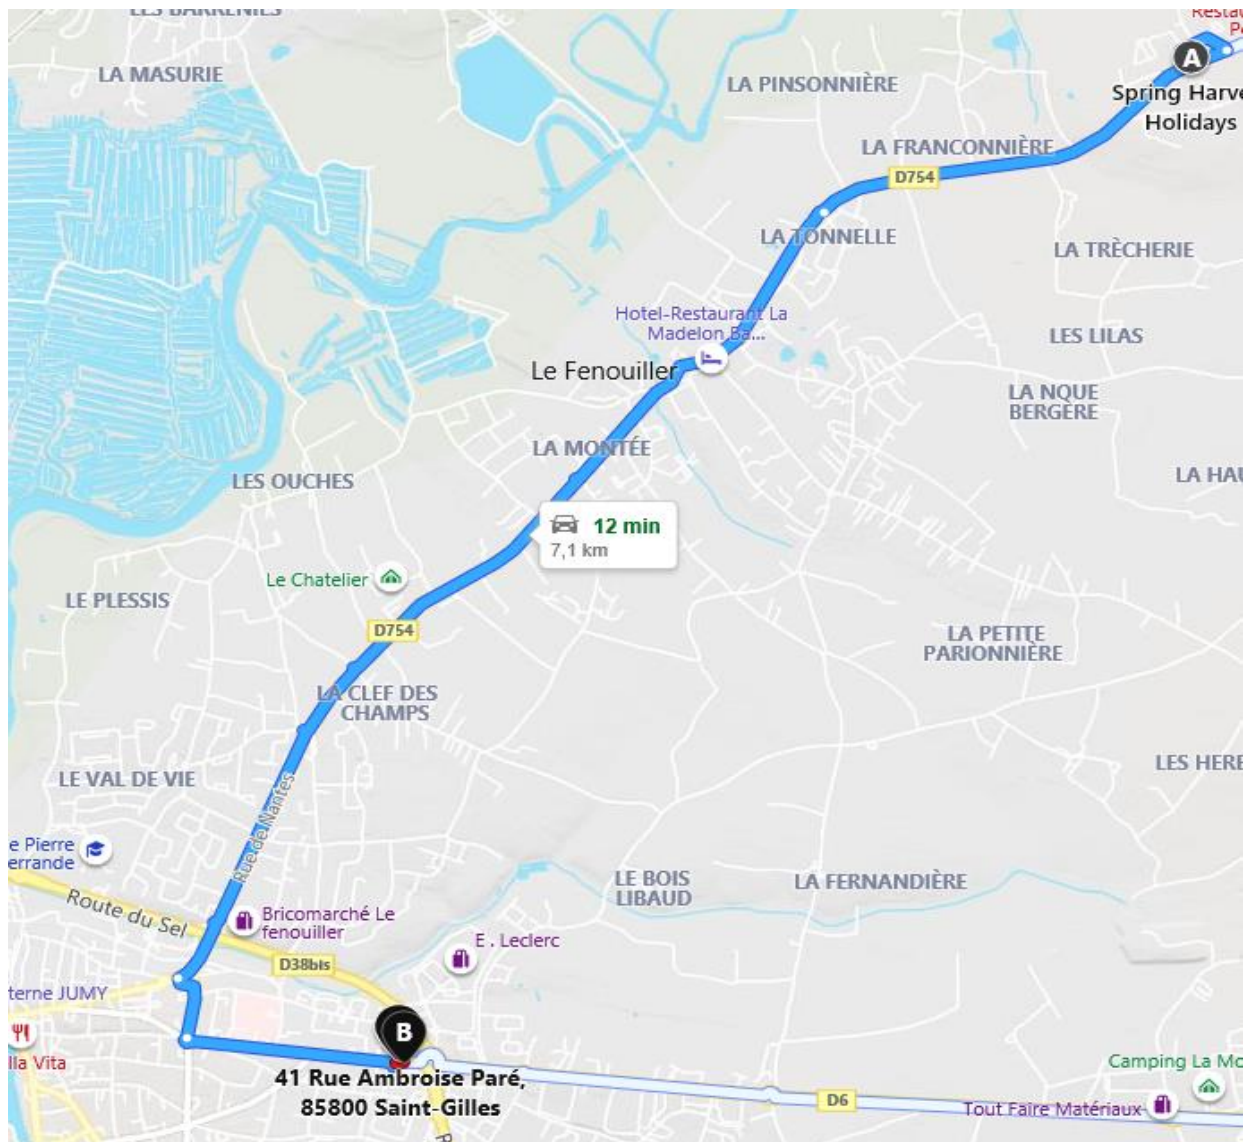 LES BARRENIES
LA MASURIE
LA PINSONNIÈRE
A
Spring Harve
Holidays
LA FRANCONNIÈRE
D754
LA TONNELLE
LA TRÈCHERIE
Hotel-Restaurant La
Madelon Ba...
LES LILAS
Le Fenouiller
LA NOUE
BERGÈRE
LA MONTÉE
LES OUCHES
LA HAU
12 min
7,1 km
Le Chatelier
LE PLESSIS
D754
LA PETITE
PARIONNIÈRE
LA CLEF DES
CHAMPS
LE VAL DE VIE
LES HERE
Rue de Nantes
e Pierre
errande
LE BOIS
LIBAUD
LA FERNANDIÈRE
Route du Sel
Bricomarché Le
fenouiller
E . Leclerc
D38bis
terne JUMY
B
lla Vita
41 Rue Ambroise Paré,
85800 Saint-Gilles
Camping La Mo
D6
Tout Faire Matériaux